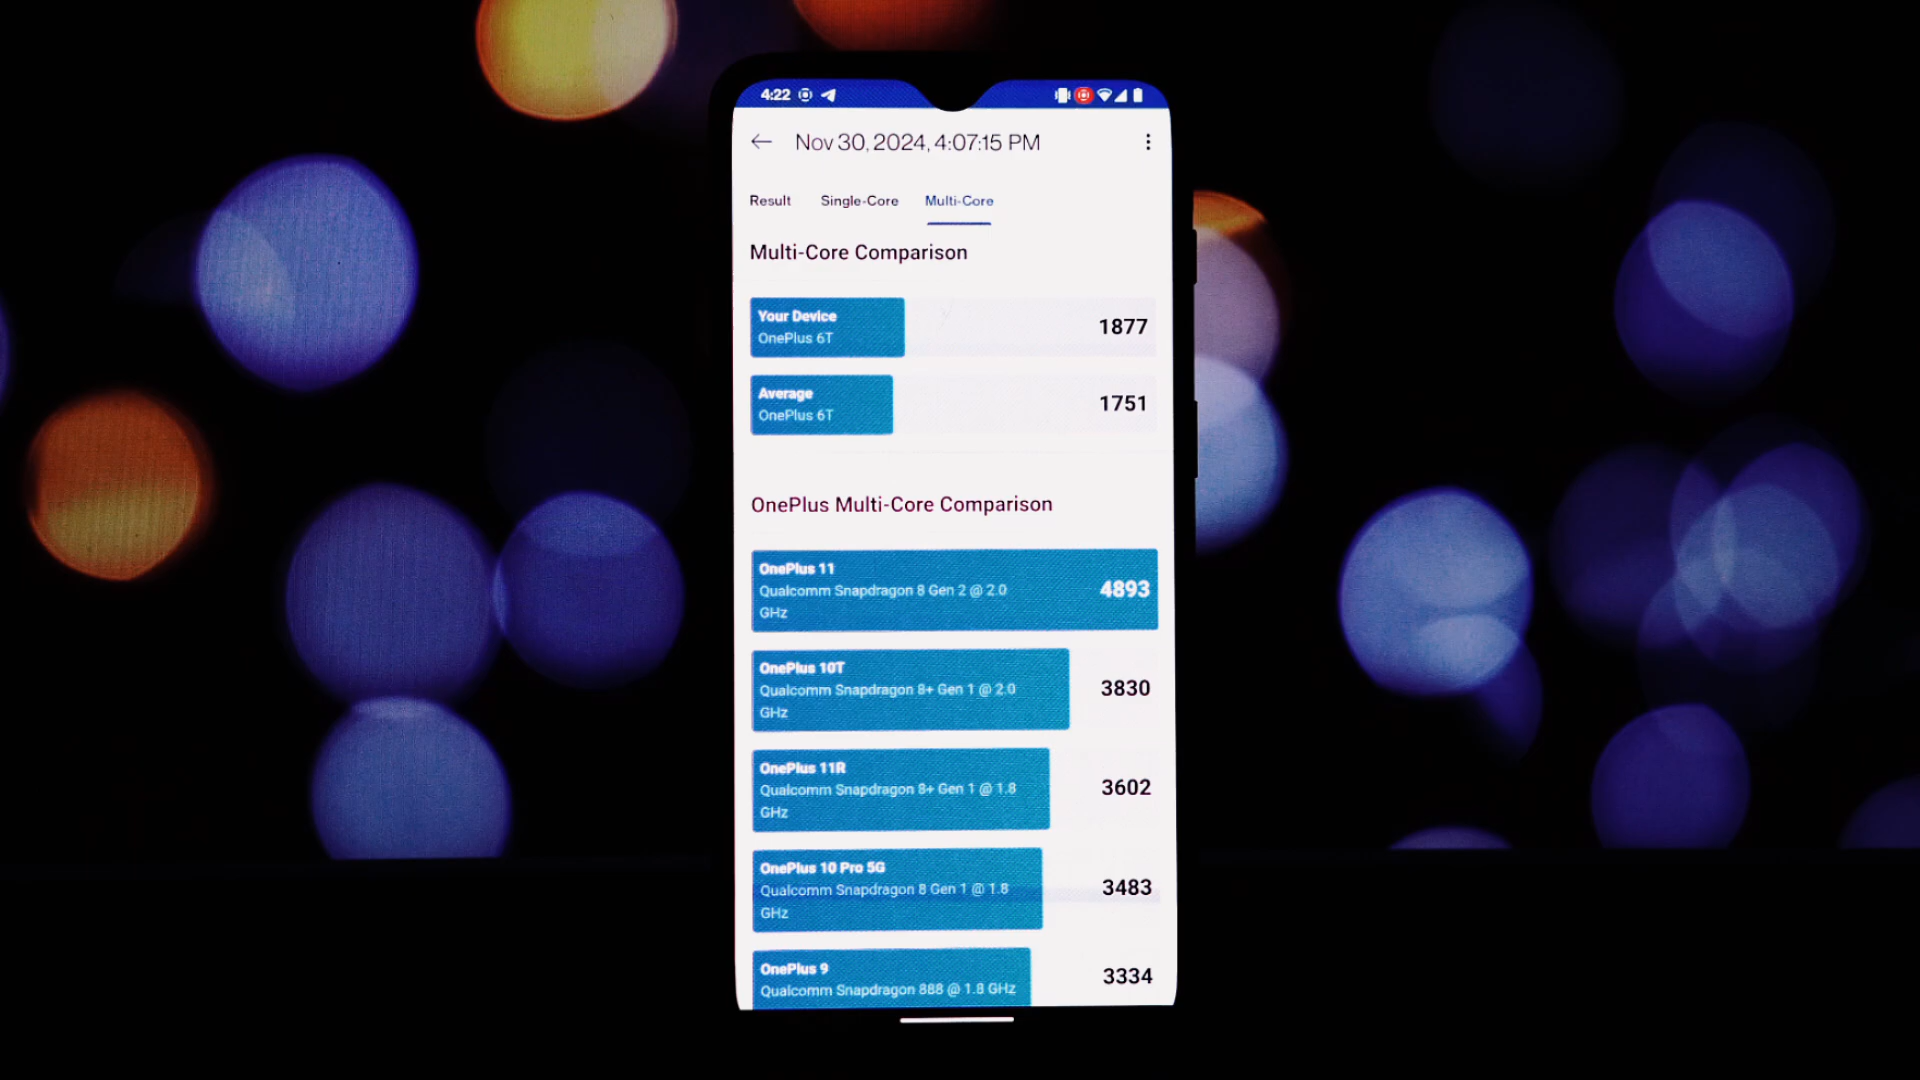 4:22
Nov 30, 2024, 4:07:15 PM
Result Single-Core Multi-Core
Multi-Core Comparison
Your Device
OnePlus 6T
1877
Average
OnePlus 6T
1751
OnePlus Multi-Core Comparison
OnePlus 11
Qualcomm Snapdragon 8 Gen 2 @ 2.0
GHz
4893
OnePlus 10T
Qualcomm Snapdragon 8+ Gen 1 @ 2.0
GHz
3830
OnePlus 11R
Qualcomm Snapdragon 8+ Gen 1 @ 1.8
GHz
3602
OnePlus 10 Pro 5G
Qualcomm Snapdragon 8 Gen 1 @ 1.8
GHz
3483
OnePlus 9
Qualcomm Snapdragon 888 @ 1.8 GHz
3334